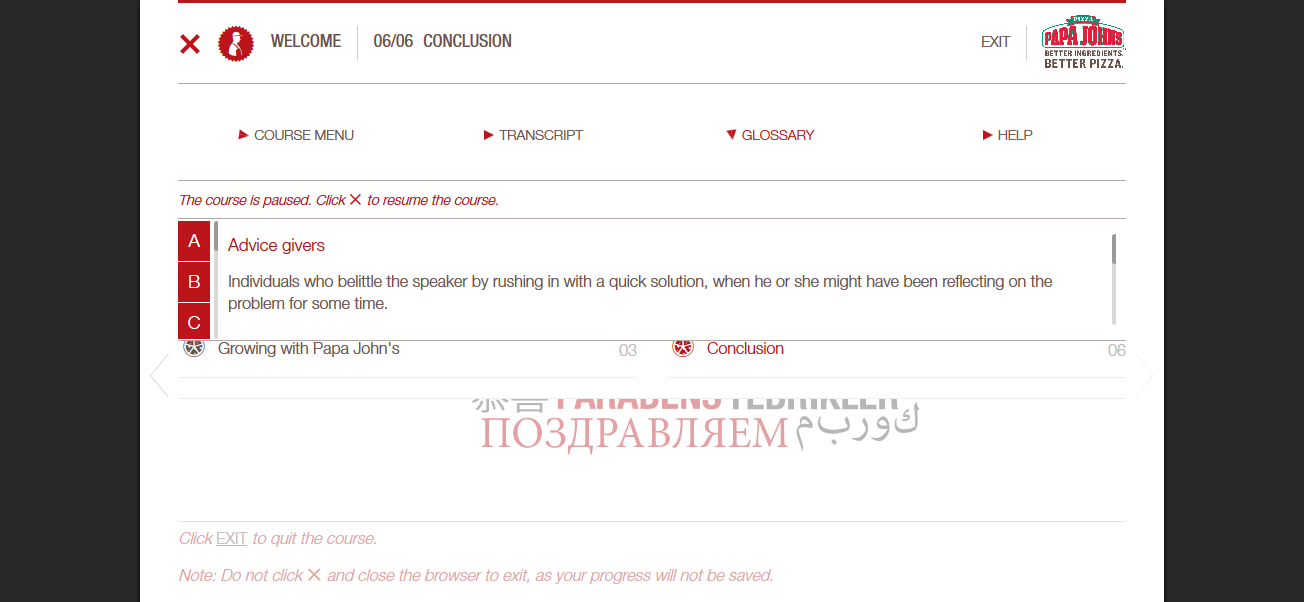 WELCOME 06/06 CONCLUSION EXIT
PIZZA
PAPA JOHNS
BETTER INGREDIENTS.
BETTER PIZZA.
COURSE MENU TRANSCRIPT GLOSSARY HELP
The course is paused. Click X to resume the course.
A
B
C
Advice givers
Individuals who belittle the speaker by rushing in with a quick solution, when he or she might have been reflecting on the
problem for some time.
Growing with Papa John's 03 Conclusion 06
ПОЗДРАВЛЯЕМ
Click EXIT to quit the course.
Note: Do not click X and close the browser to exit, as your progress will not be saved.